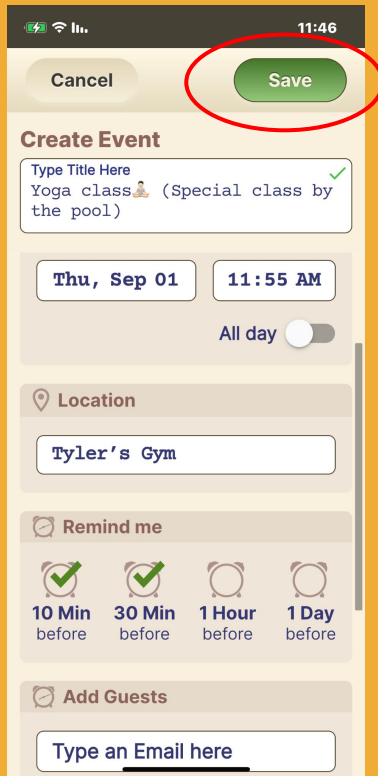 11:46
Cancel Save
Create Event
Type Title Here
Yoga class🧘🏻 (Special class by
the pool)
Thu, Sep 01 11:55 AM
All day
Location
Tyler's Gym
Remind me
10 Min 30 Min 1 Hour 1 Day
before before before before
Add Guests
Type an Email here